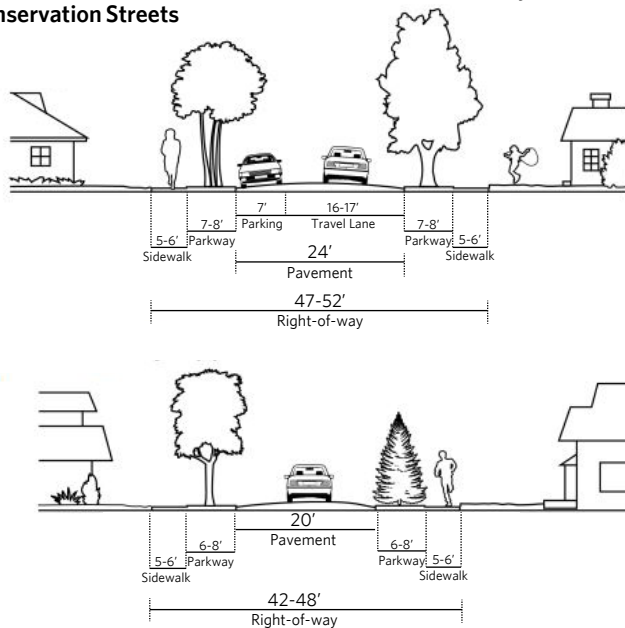 nservation Streets
7' 16-17'
7-8' Parking Travel Lane 7-8'
5-6' Parkway Parkway 5-6'
Sidewalk 24' Sidewalk
Pavement
47-52'
Right-of-way
20'
6-8' Pavement 6-8'
5-6' Parkway Parkway 5-6'
Sidewalk Sidewalk
42-48'
Right-of-way